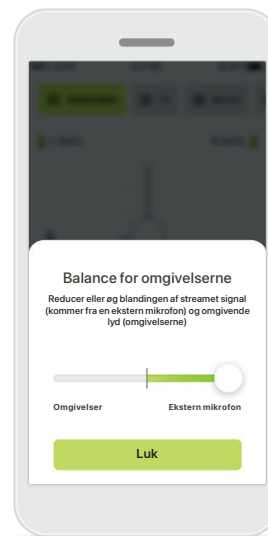 Balance for omgivelserne
Reducer eller øg blandingen af streamet signal
(kommer fra en ekstern mikrofon) og omgivende
lyd (omgivelserne)
Omgivelser Ekstern mikrofon
Luk